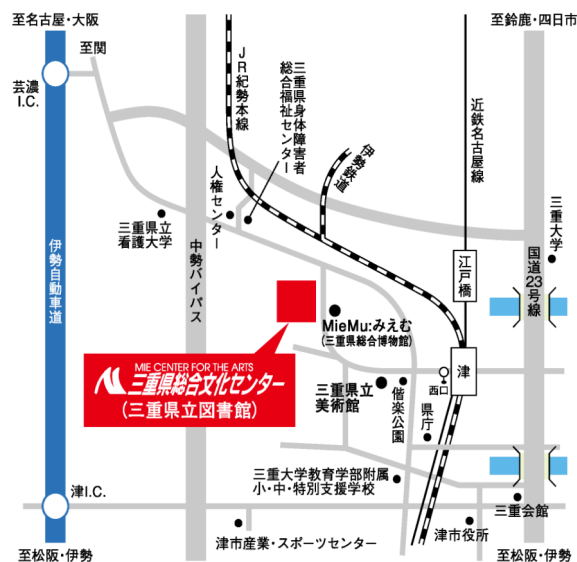 至名古屋・大阪
至鈴鹿・四日市
至関
芸濃
I.C.
JR紀勢本線
三重県身体障害者
総合福祉センター
近鉄名古屋線
伊勢鉄道
人権センター
三重県立
看護大学
三重大学
伊勢自動車道
中勢バイパス
江戸橋
国道23号線
MieMu:みえむ
(三重県総合博物館)
MIE CENTER FOR THE ARTS
三重県総合文化センター
(三重県立図書館)
津
西口
三重県立
美術館
偕楽公園
県庁
三重大学教育学部附属
小・中・特別支援学校
津I.C.
三重会館
津市産業・スポーツセンター
津市役所
至松阪・伊勢
至松阪・伊勢